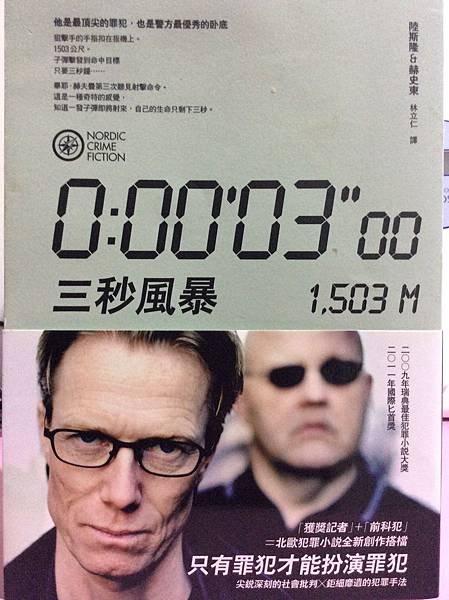 他是最頂尖的罪犯，也是警方最優秀的卧底
狙擊手的手指扣在扳機上。
1503公尺。
子彈擊發到命中目標
只要三秒鐘……
畢耶·赫夫曼第三次聽見射擊命令。
這是一種奇特的感覺，
知道一發子彈即將射來，自己的生命只剩下三秒。
陸斯隆&赫史東 林立仁 譯
NORDIC
CRIME
FICTION
0:00'03"00
三秒風暴
1,503 M
二〇〇九年瑞典最佳犯罪小說大獎
二〇一一年國際匕首獎
「獲獎記者」+「前科犯」
=北歐犯罪小說全新創作搭檔
只有罪犯才能扮演罪犯
尖銳深刻的社會批判×鉅細靡遺的犯罪手法